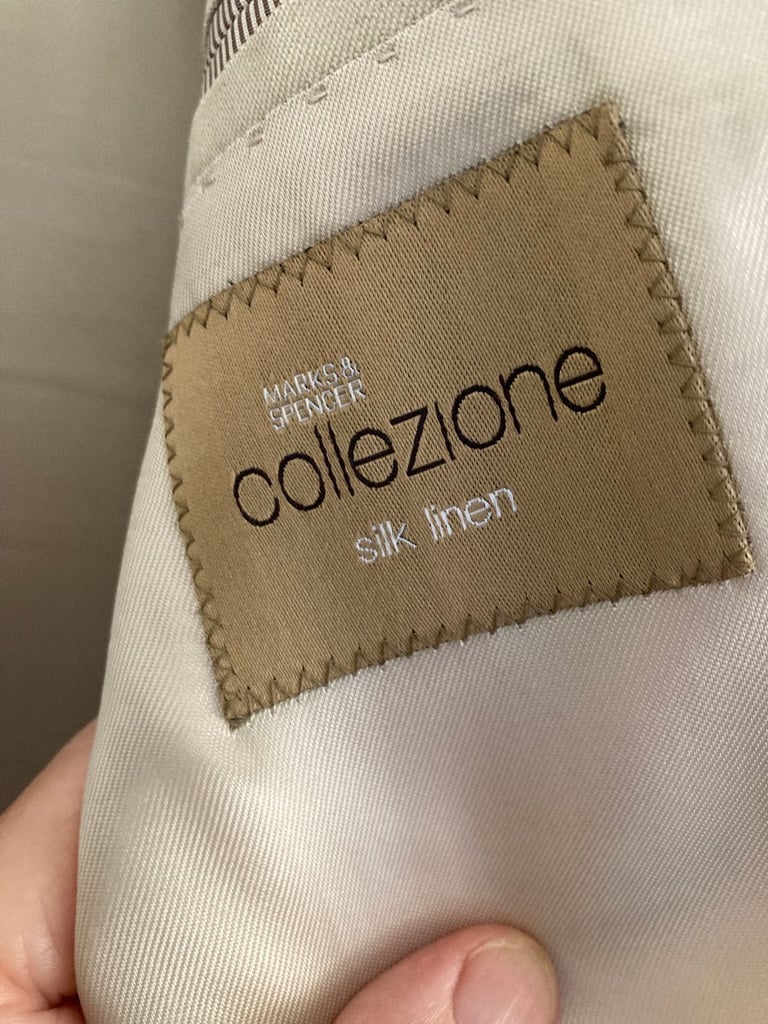 MARKS &
SPENCER
collezione
silk linen